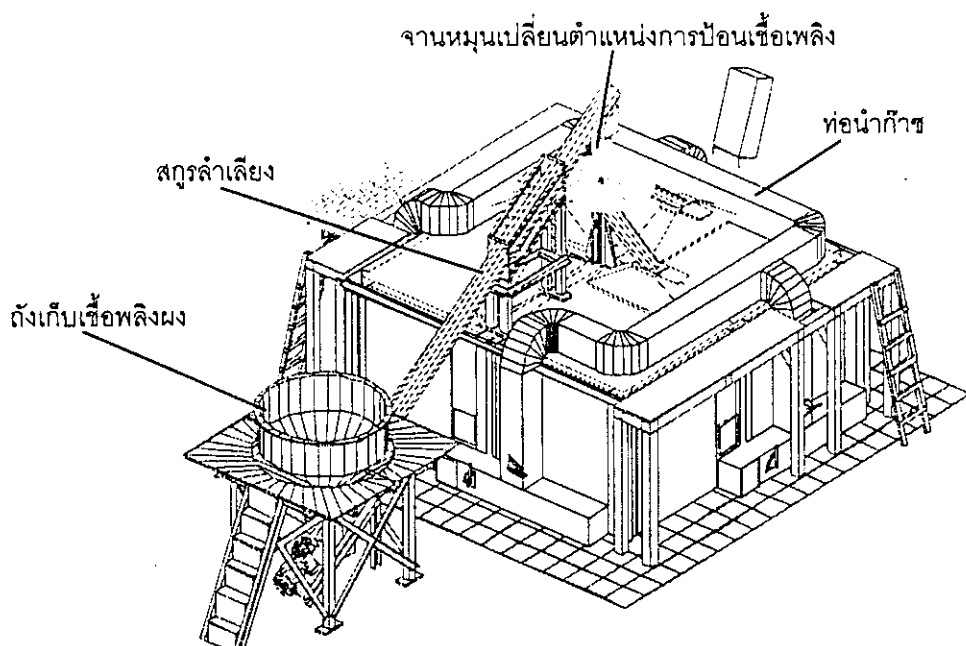 จานหมุนเปลี่ยนตำแหน่งการป้อนเชื้อเพลิง
ท่อนำก๊าซ
สกูรลำเลียง
ถังเก็บเชื้อพลิงผง